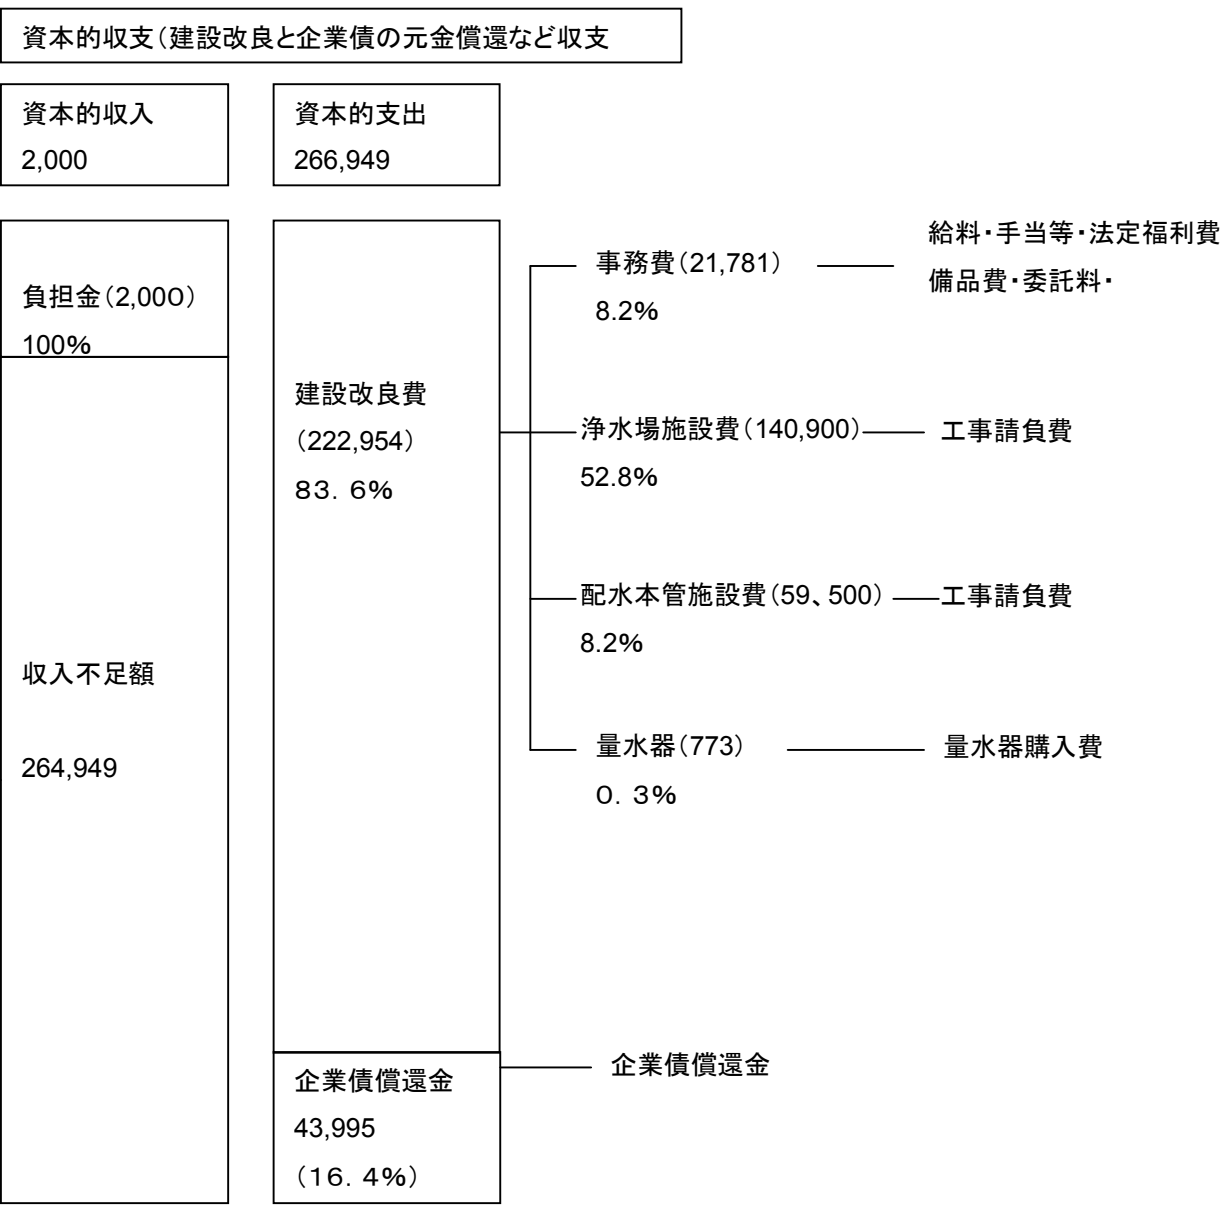 資本的収支（建設改良と企業債の元金償還など収支
資本的収入
2,000
資本的支出
266,949
負担金（2,00０）
100%
収入不足額
264,949
建設改良費
（222,954）
８３．６％
企業債償還金
43,995
（１６．４％）
事務費（21,781）
8.2%
給料・手当等・法定福利費
備品費・委託料・
浄水場施設費（140,900）
52.8%
工事請負費
配水本管施設費（59、500）
8.2%
工事請負費
量水器（773）
０．３％
量水器購入費
企業債償還金